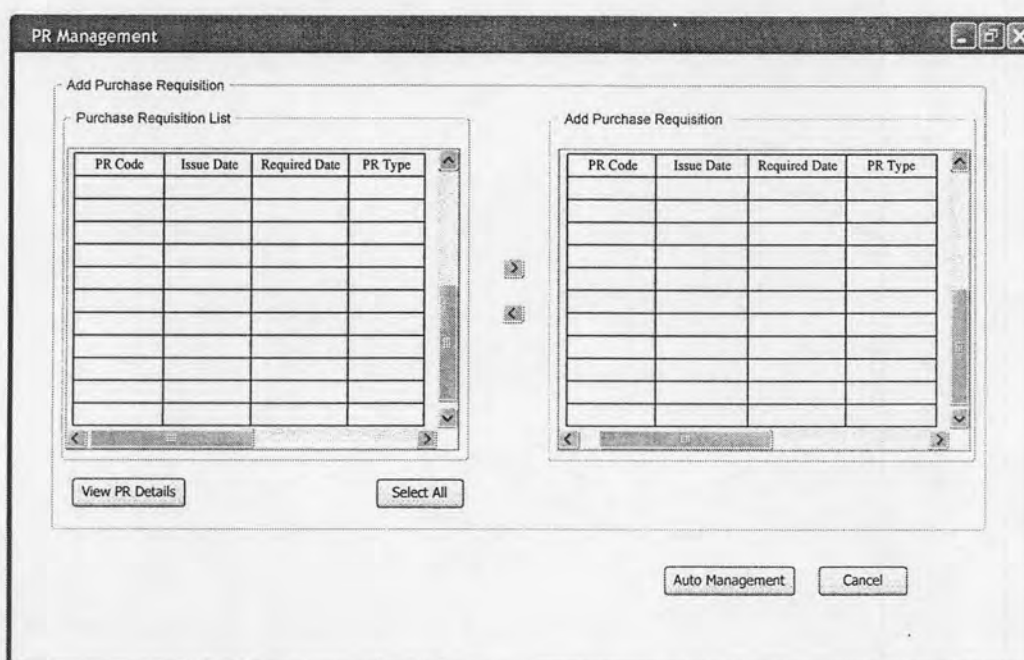 PR Management
Add Purchase Requisition
Purchase Requisition List
Add Purchase Requisition
PR Code Issue Date Required Date PR Type
PR Code Issue Date Required Date PR Type
View PR Details
Select All
Auto Management
Cancel